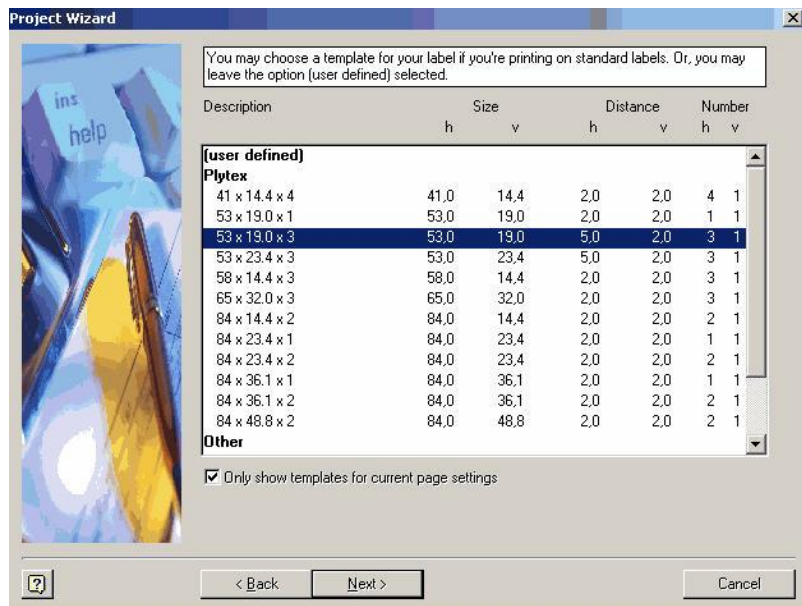 Project Wizard
ins
help
You may choose a template for your label if you're printing on standard labels. Or, you may
leave the option (user defined) selected.
Description Size Distance Number
h v h v h v
(user defined)
Plytex
41 x 14.4 x 4 41,0 14,4 2,0 2,0 4 1
53 x 19.0 x 1 53,0 19,0 2,0 2,0 1 1
53 x 19.0 x 3 53,0 19,0 5,0 2,0 3 1
53 x 23.4 x 3 53,0 23,4 5,0 2,0 3 1
58 x 14.4 x 3 58,0 14,4 2,0 2,0 3 1
65 x 32.0 x 3 65,0 32,0 2,0 2,0 3 1
84 x 14.4 x 2 84,0 14,4 2,0 2,0 2 1
84 x 23.4 x 1 84,0 23,4 2,0 2,0 1 1
84 x 23.4 x 2 84,0 23,4 2,0 2,0 2 1
84 x 36.1 x 1 84,0 36,1 2,0 2,0 1 1
84 x 36.1 x 2 84,0 36,1 2,0 2,0 2 1
84 x 48.8 x 2 84,0 48,8 2,0 2,0 2 1
Other
Only show templates for current page settings
? < Back Next > Cancel